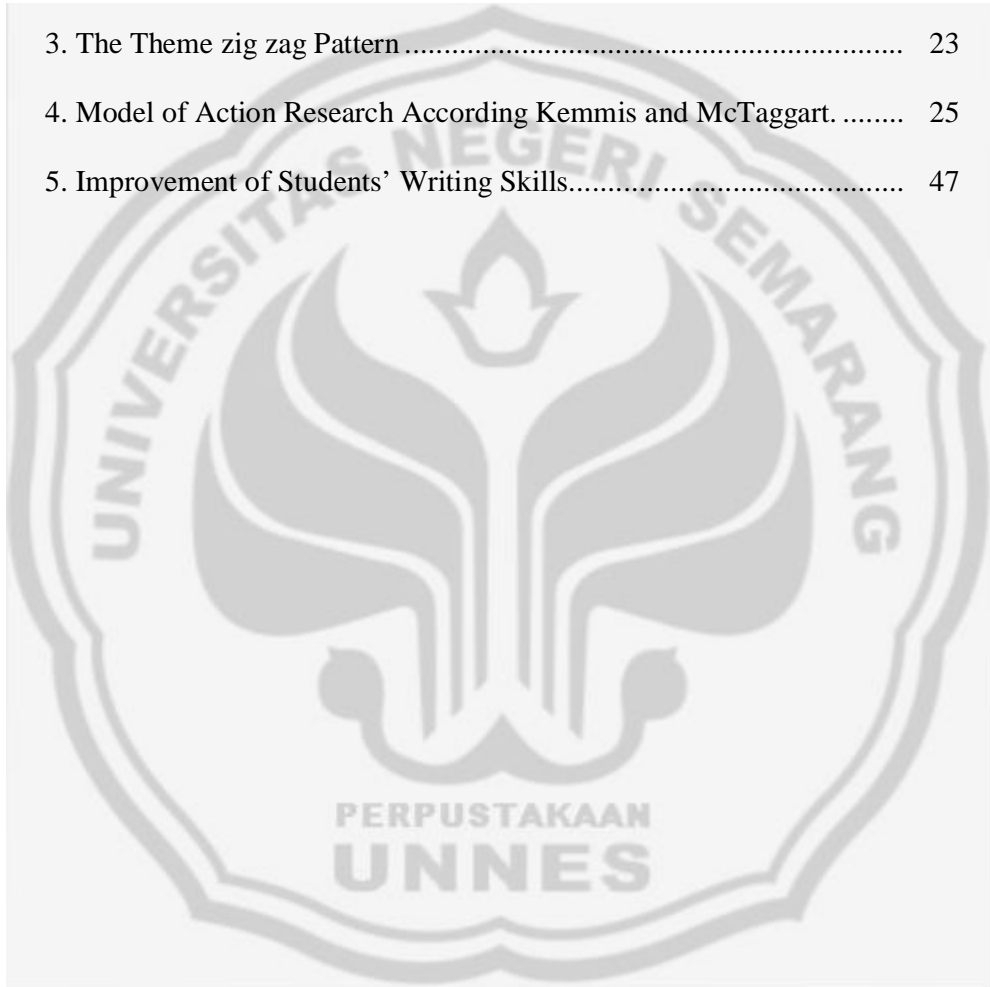 3. The Theme zig zag Pattern ............................................................... 23
4. Model of Action Research According Kemmis and McTaggart. ........ 25
5. Improvement of Students’ Writing Skills.......................................... 47
UNIVERSITAS NEGERI SEMARANG
PERPUSTAKAAN
UNNES